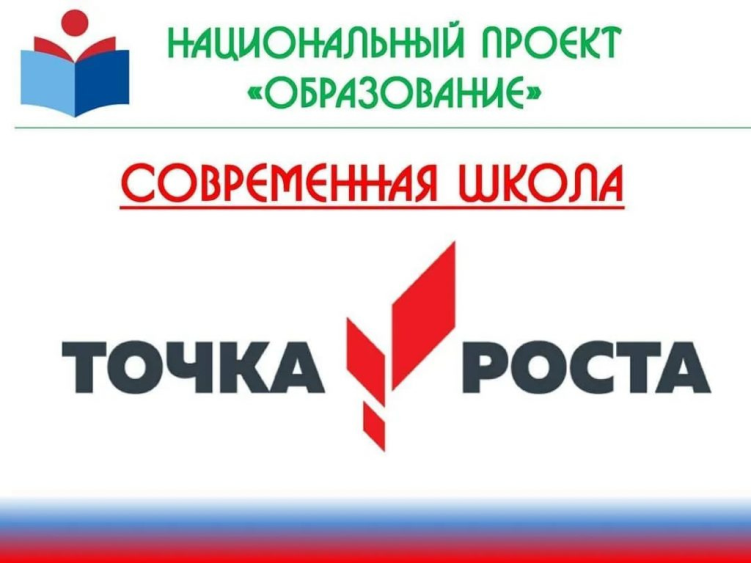 НАЦИОНАЛЬНЫЙ ПРОЕКТ
«ОБРАЗОВАНИЕ»
СОВРЕМЕННАЯ ШКОЛА
ТОЧКА РОСТА